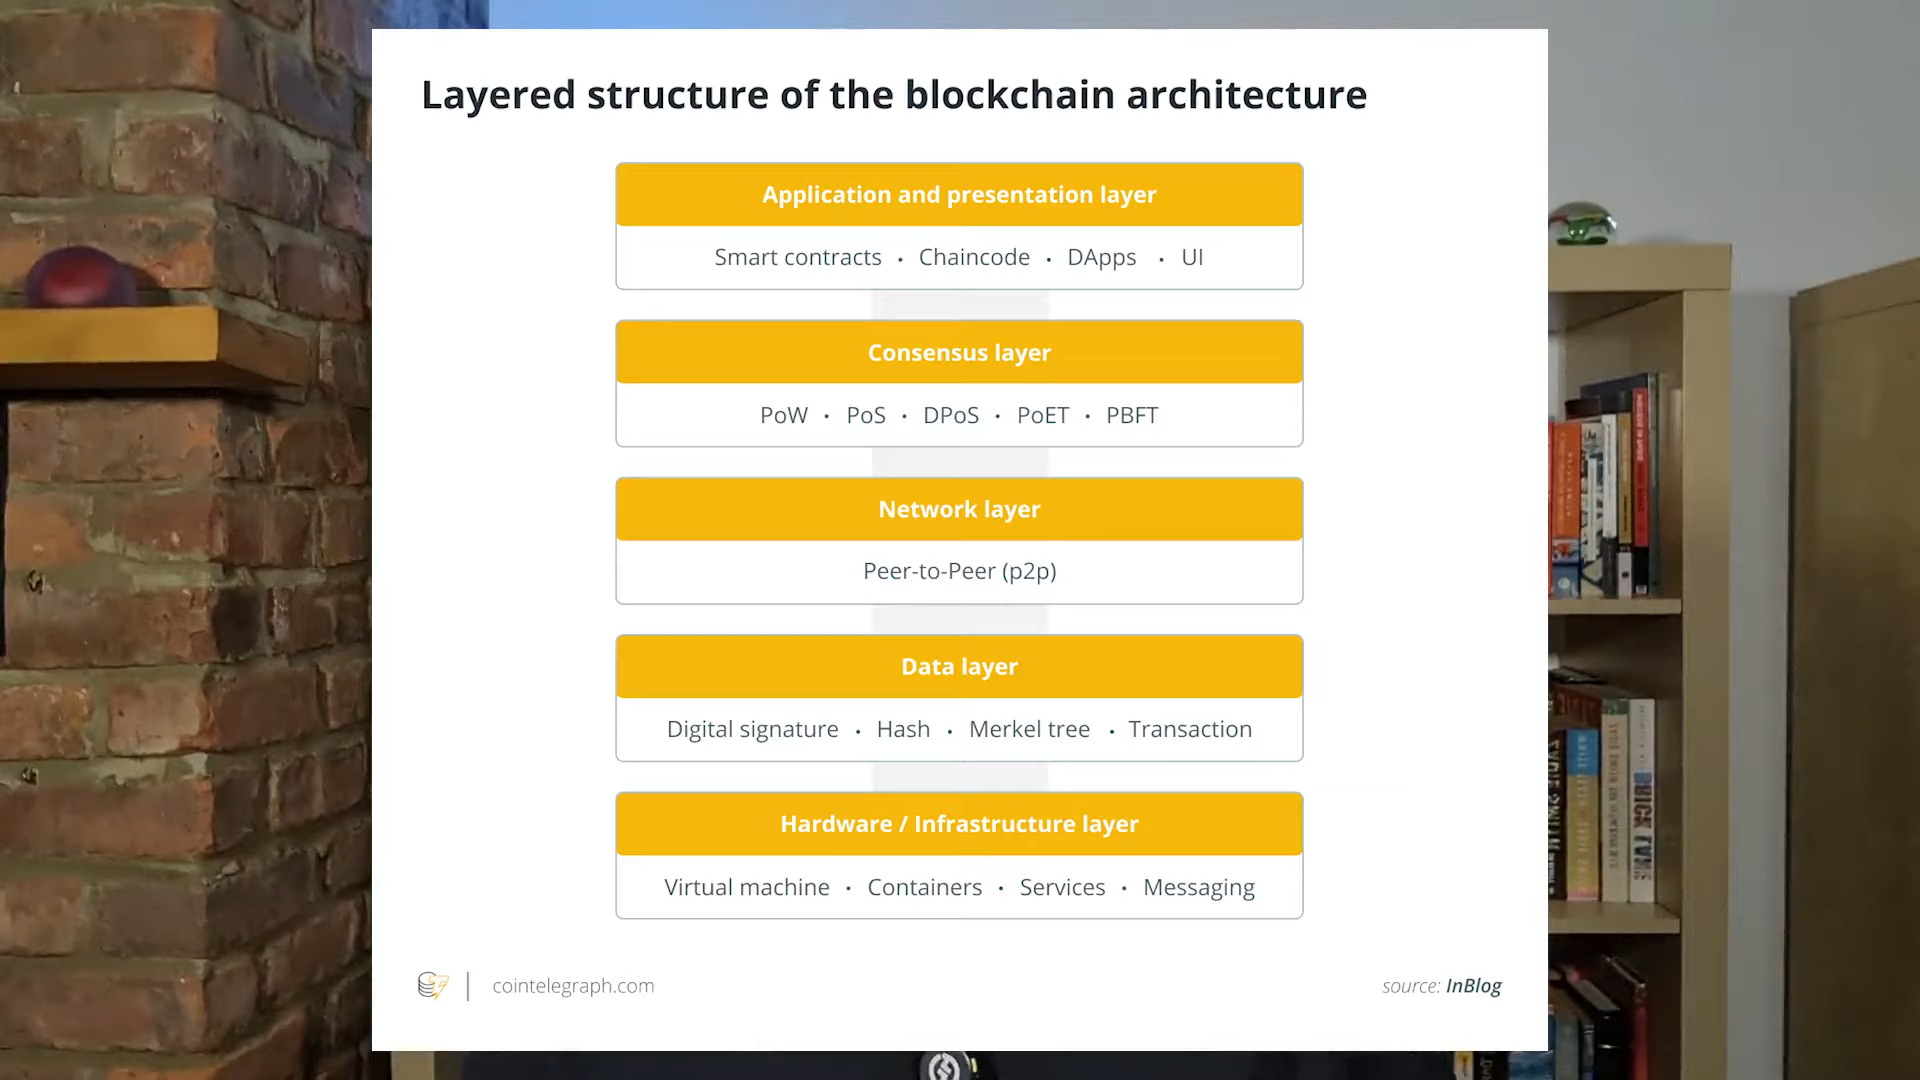 Layered structure of the blockchain architecture
Application and presentation layer
Smart contracts • Chaincode • DApps • UI
Consensus layer
PoW • PoS • DPoS • PoET • PBFT
Network layer
Peer-to-Peer (p2p)
Data layer
Digital signature • Hash • Merkel tree • Transaction
Hardware / Infrastructure layer
Virtual machine • Containers • Services • Messaging
cointelegraph.com
source: InBlog